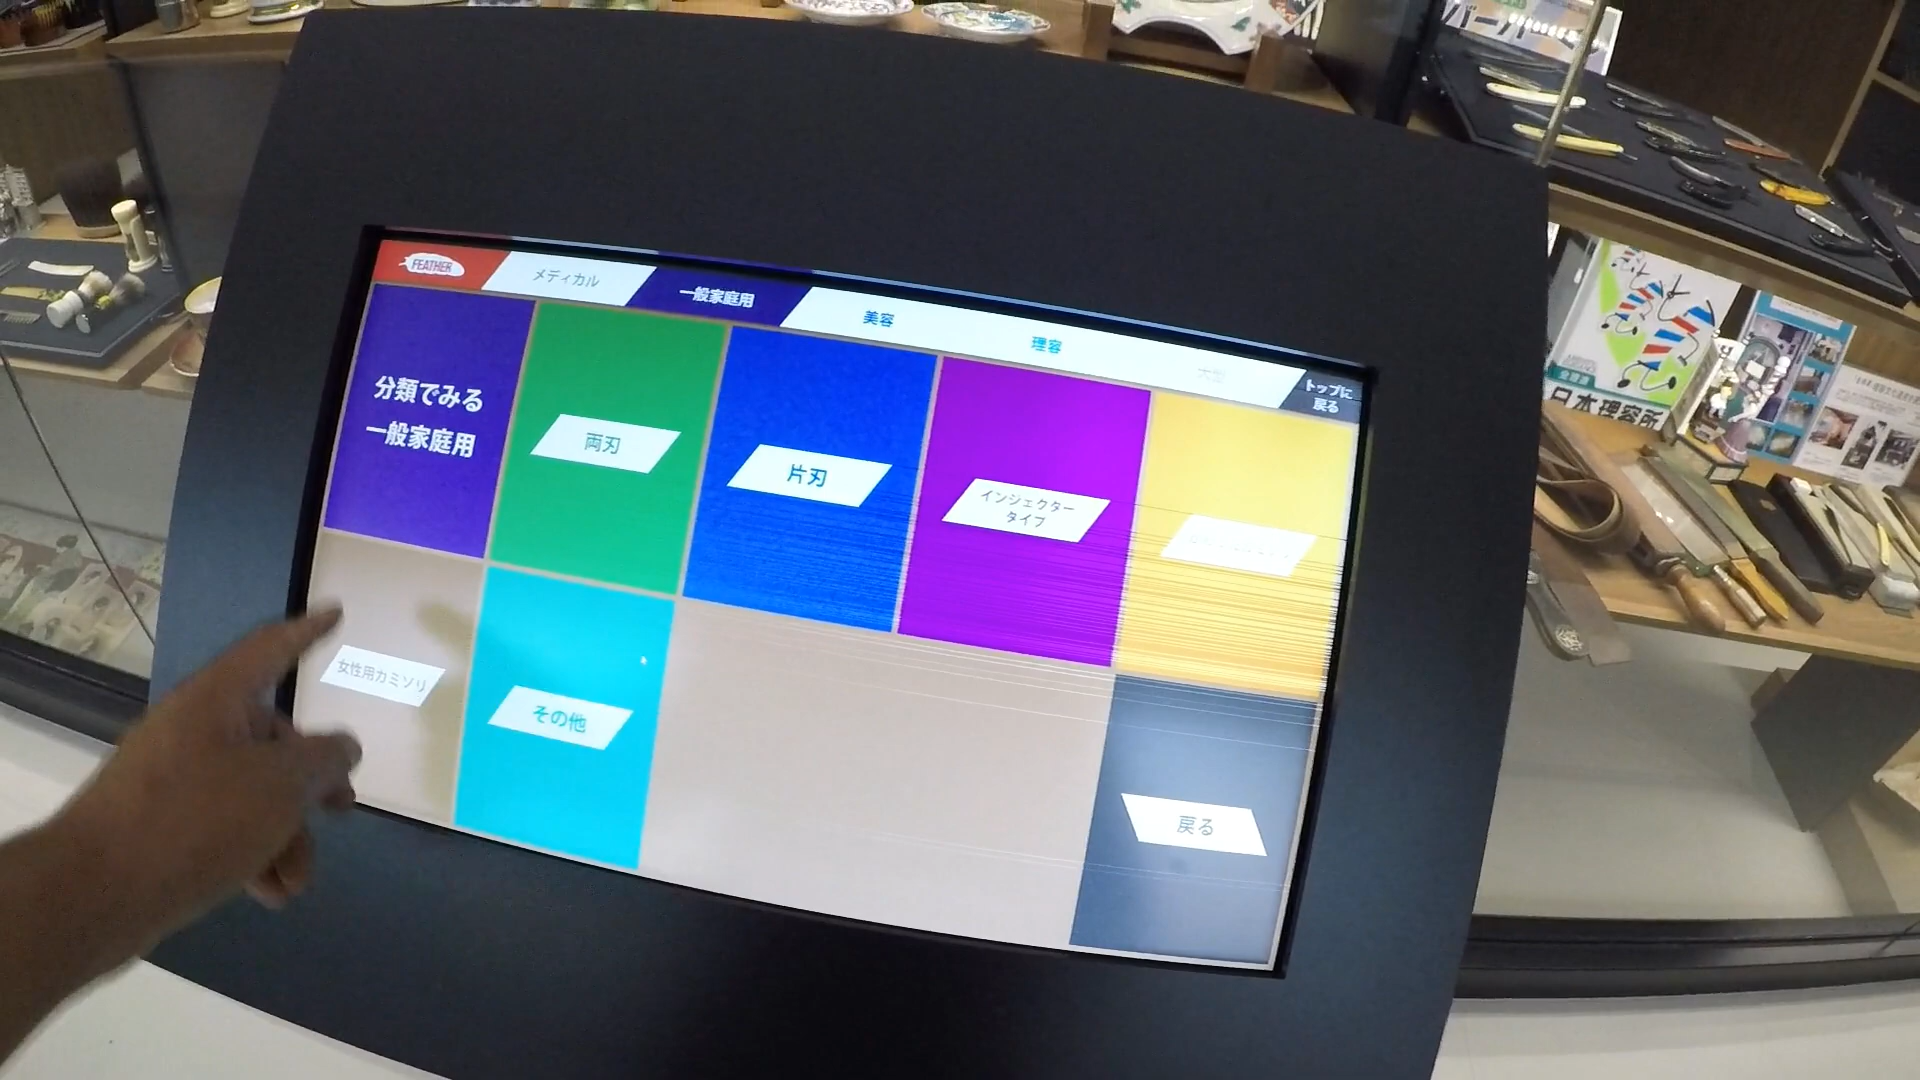 FEATHER
メディカル
一般家庭用
美容
理容
トップに
戻る
分類でみる
一般家庭用
両刃
片刃
インジェクター
タイプ
女性用カミソリ
その他
戻る
日本理容所